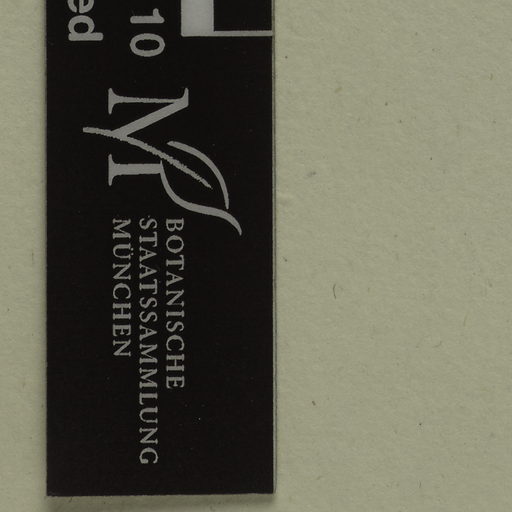 10
ed
M
BOTANISCHE
STAATSSAMMLUNG
MÜNCHEN